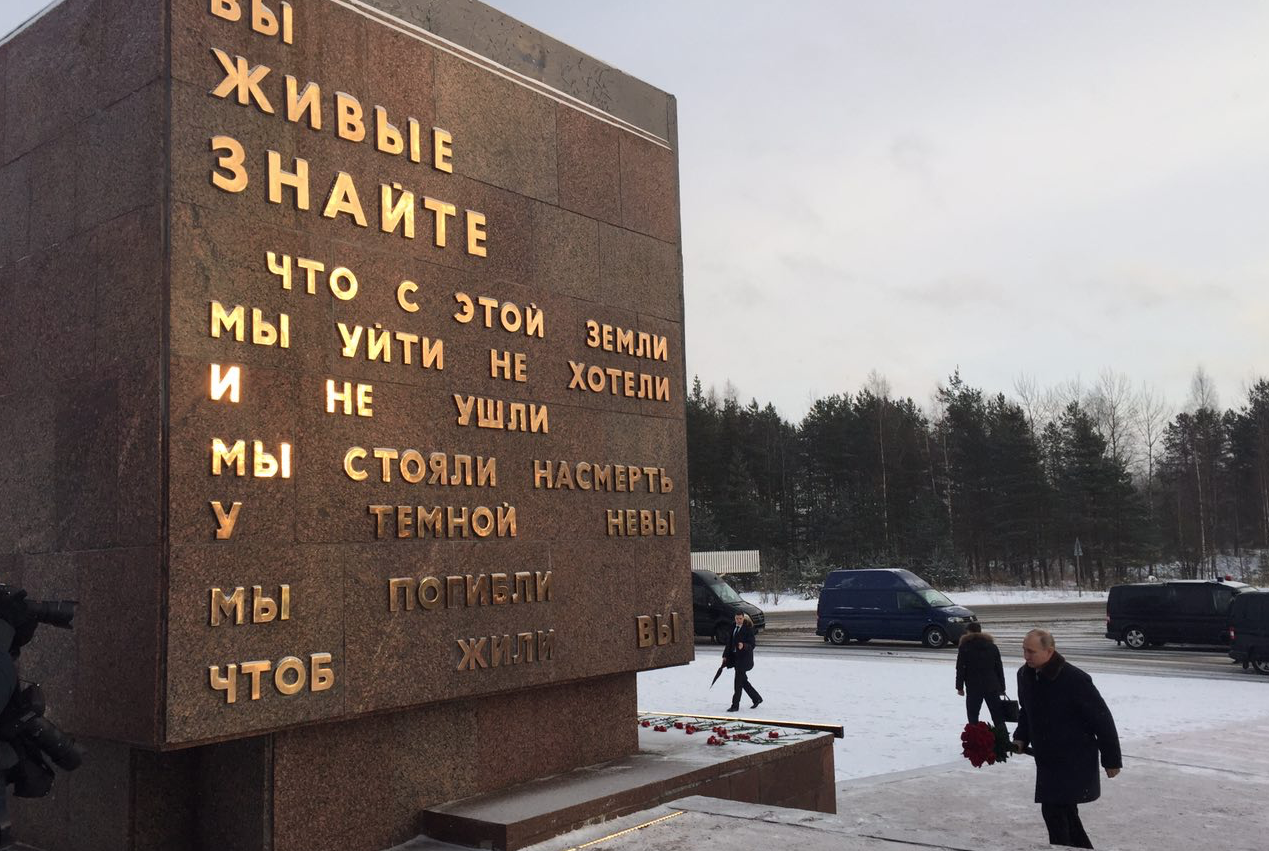 ВЫ
ЖИВЫЕ
ЗНАЙТЕ
ЧТО С ЭТОЙ ЗЕМЛИ
МЫ УЙТИ НЕ ХОТЕЛИ
И НЕ УШЛИ
МЫ СТОЯЛИ НАСМЕРТЬ
У ТЕМНОЙ НЕВЫ
МЫ ПОГИБЛИ
ЧТОБ ЖИЛИ ВЫ